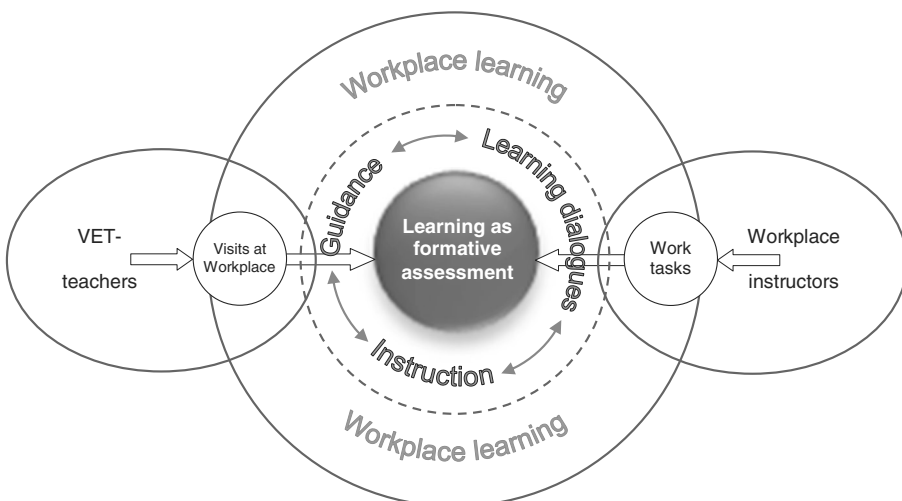 Workplace learning
Guidance
Learning dialogues
VET-
teachers
Visits at
Workplace
Learning as
formative
assessment
Work
tasks
Workplace
instructors
Instruction
Workplace learning